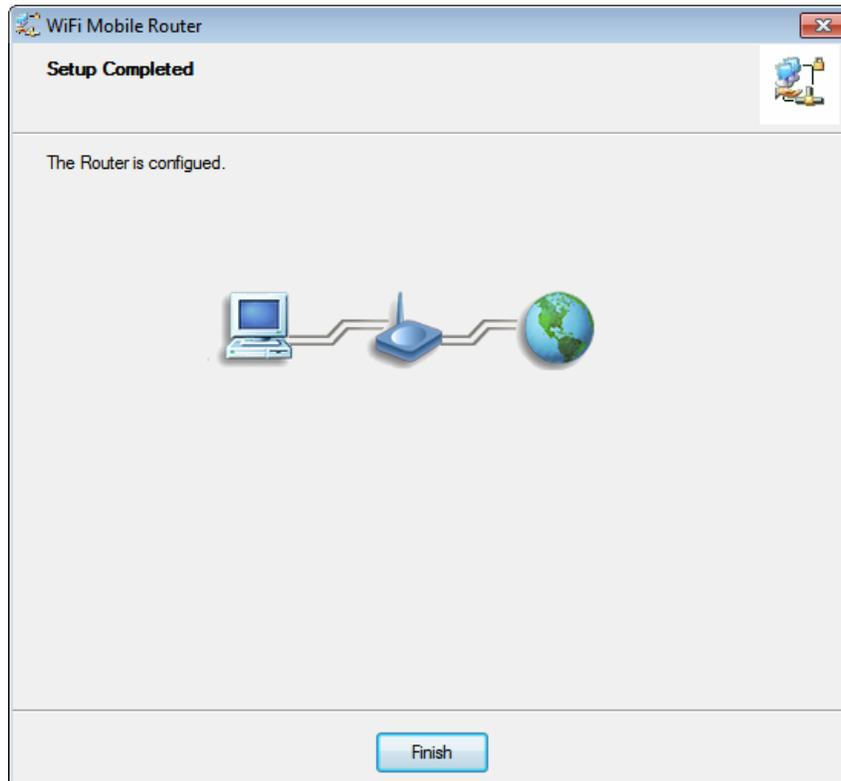 WiFi Mobile Router
Setup Completed
The Router is configued.
Finish